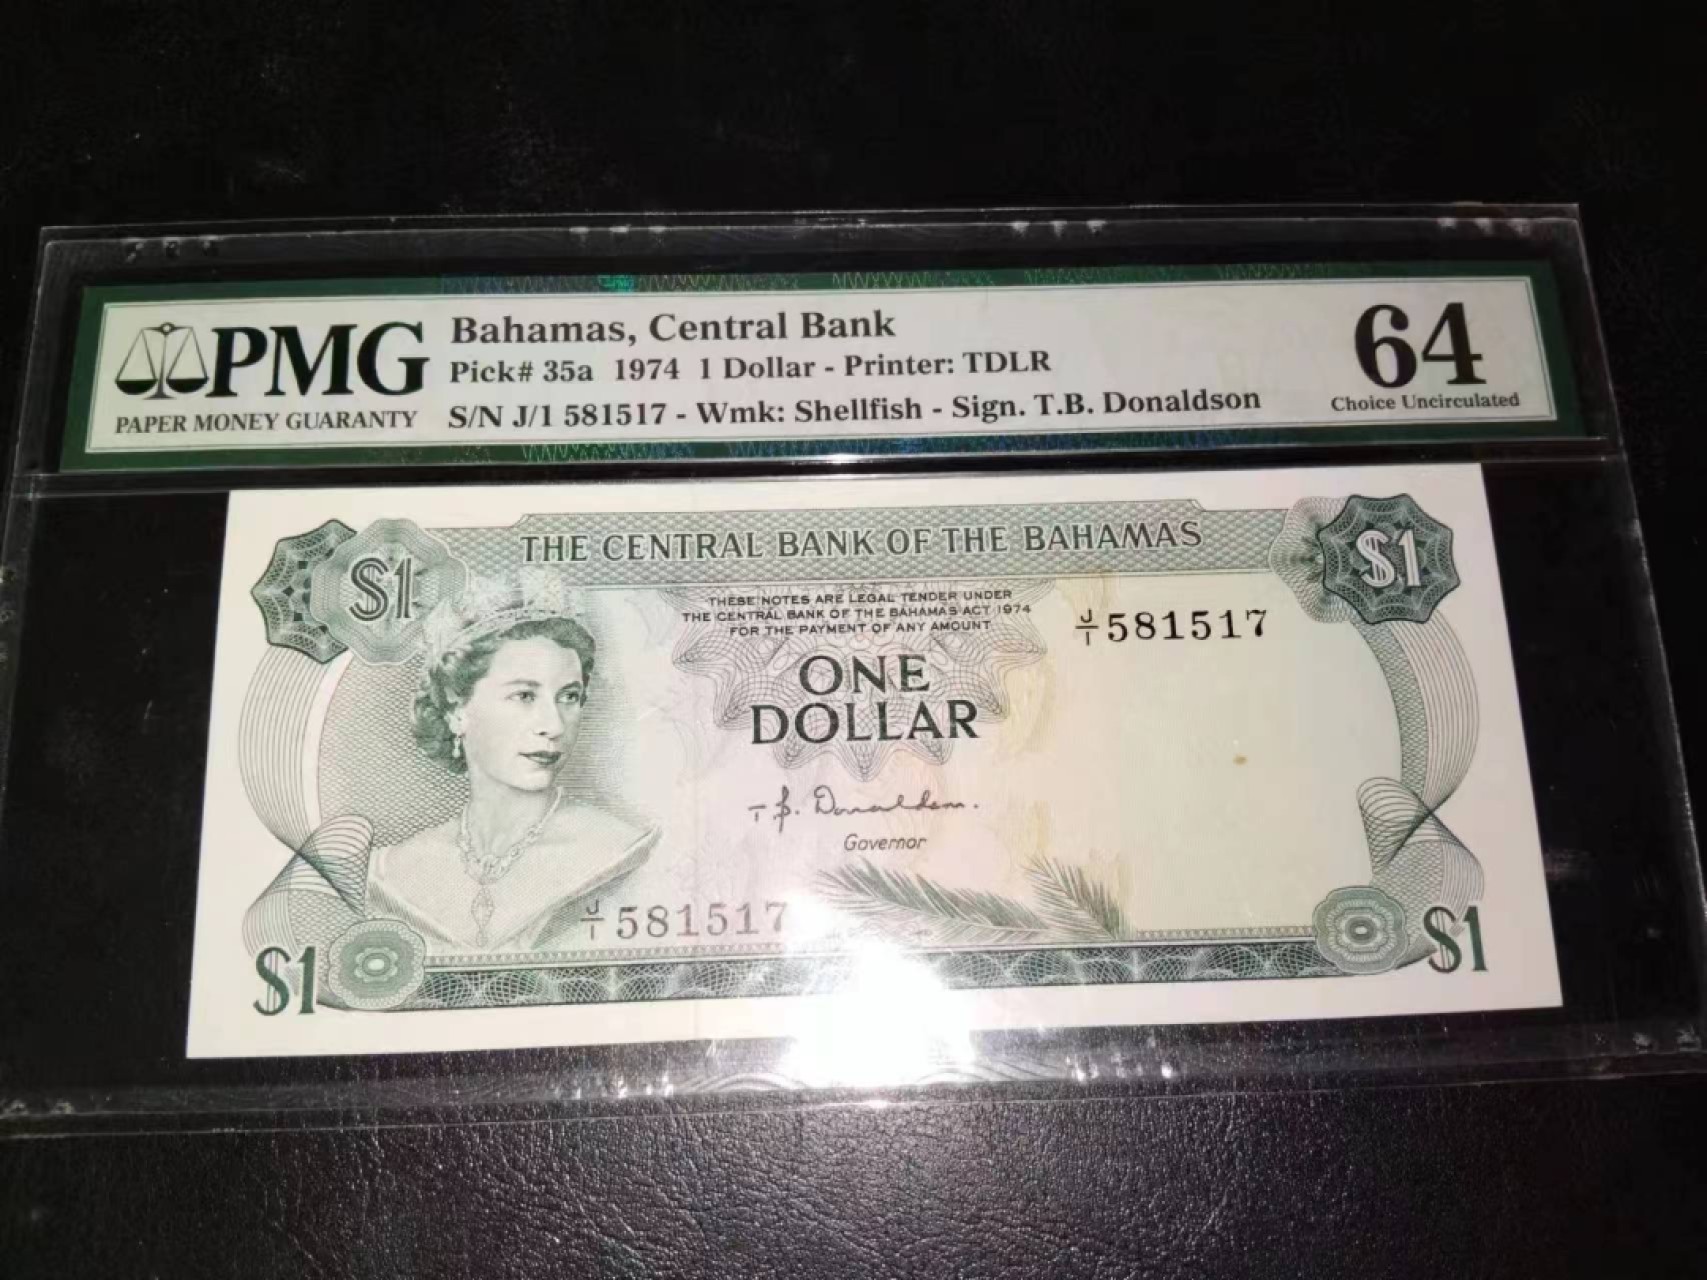 PMG
PAPER MONEY GUARANTY
Bahamas, Central Bank
Pick# 35a 1974 1 Dollar - Printer: TDLR
S/N J/1 581517 - Wmk: Shellfish - Sign. T.B. Donaldson
64
Choice Uncirculated
THE CENTRAL BANK OF THE BAHAMAS
$1
$1
THESE NOTES ARE LEGAL TENDER UNDER
THE CENTRAL BANK OF THE BAHAMAS ACT 1974
FOR THE PAYMENT OF ANY AMOUNT
J/1 581517
ONE
DOLLAR
T B. Donaldson.
Governor
J/1 581517
$1
$1